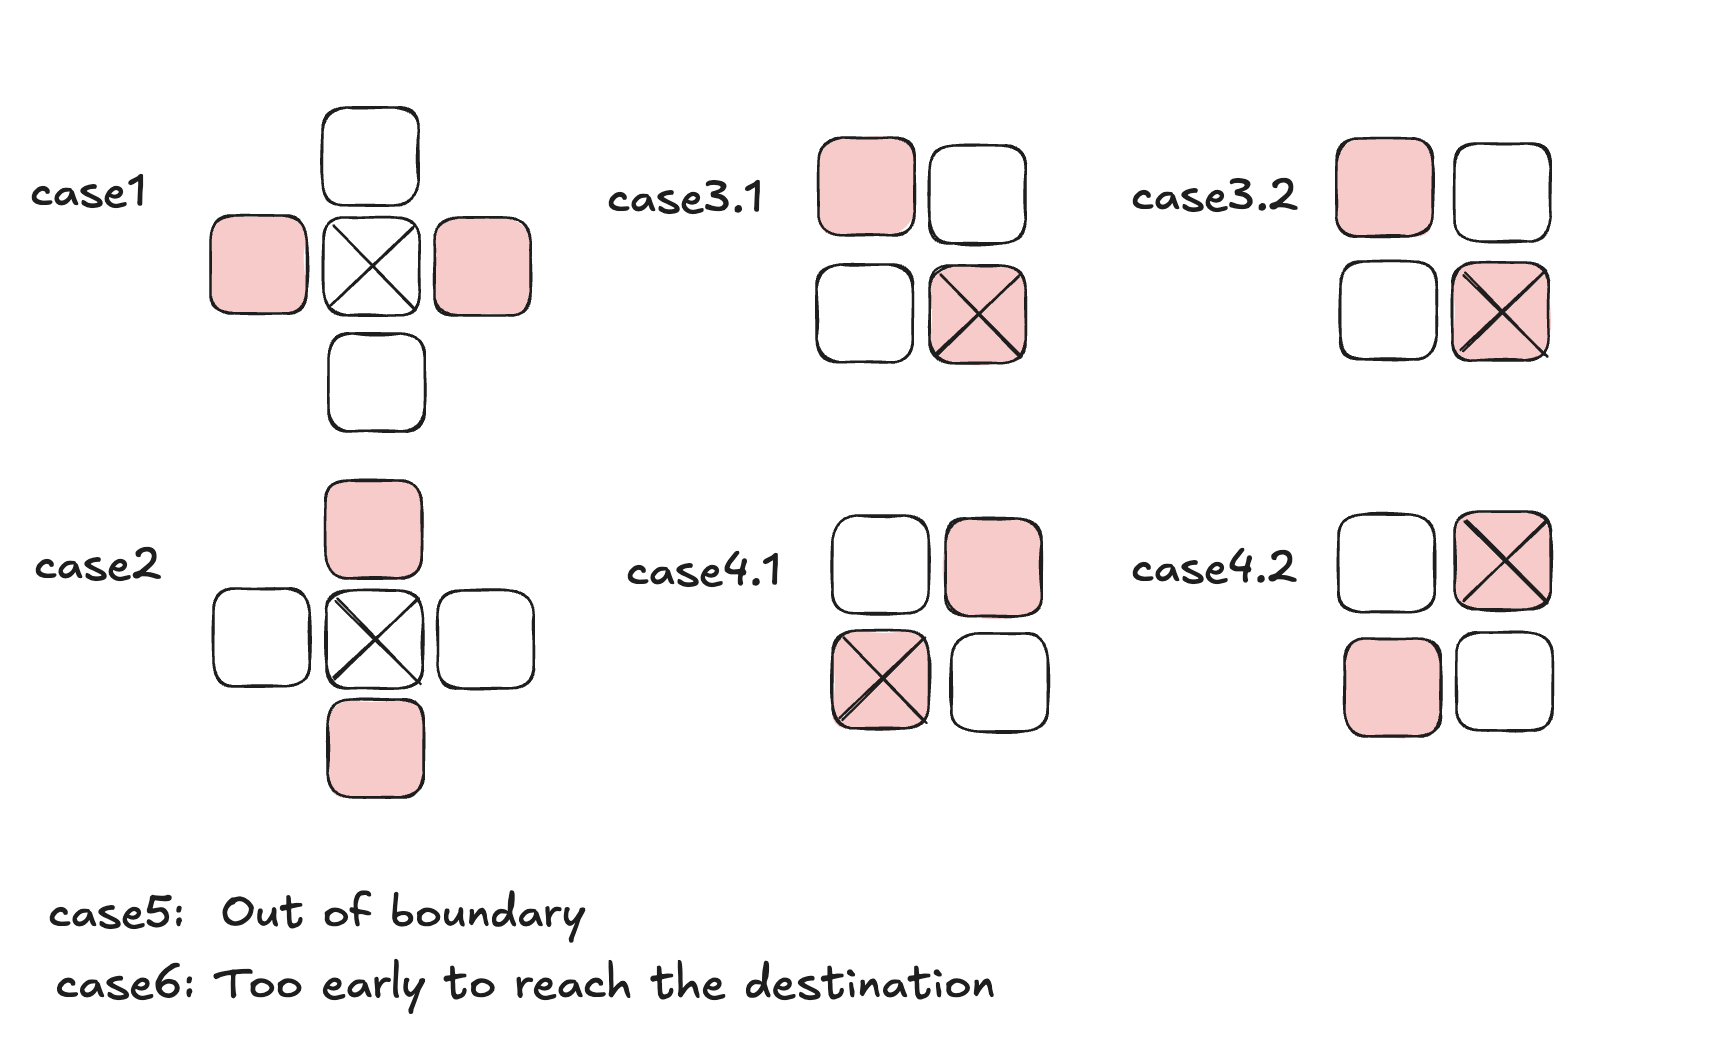 case1
case3.1
case3.2
case2
case4.1
case4.2
case5: Out of boundary
case6: Too early to reach the destination